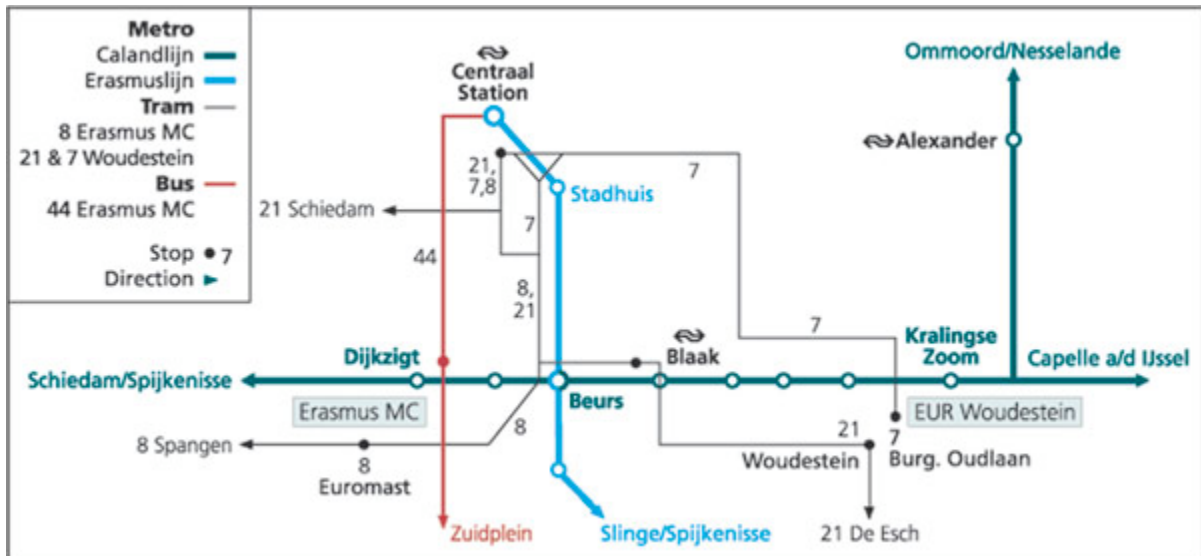 Metro
Calandlijn
Erasmuslijn
Tram
8 Erasmus MC
21 & 7 Woudestein
Bus
44 Erasmus MC
Stop 7
Direction
Centraal
Station
Ommoord/Nesselande
Alexander
21,
7,8
7
Stadhuis
21 Schiedam
7
44
8,
21
7
Blaak
Kralingse
Zoom
Dijkzigt
Capelle a/d IJssel
Schiedam/Spijkenisse
Beurs
Erasmus MC
EUR Woudestein
8
21
7
8 Spangen
8
Euromast
Woudestein
Burg. Oudlaan
Zuidplein
Slinge/Spijkenisse
21 De Esch